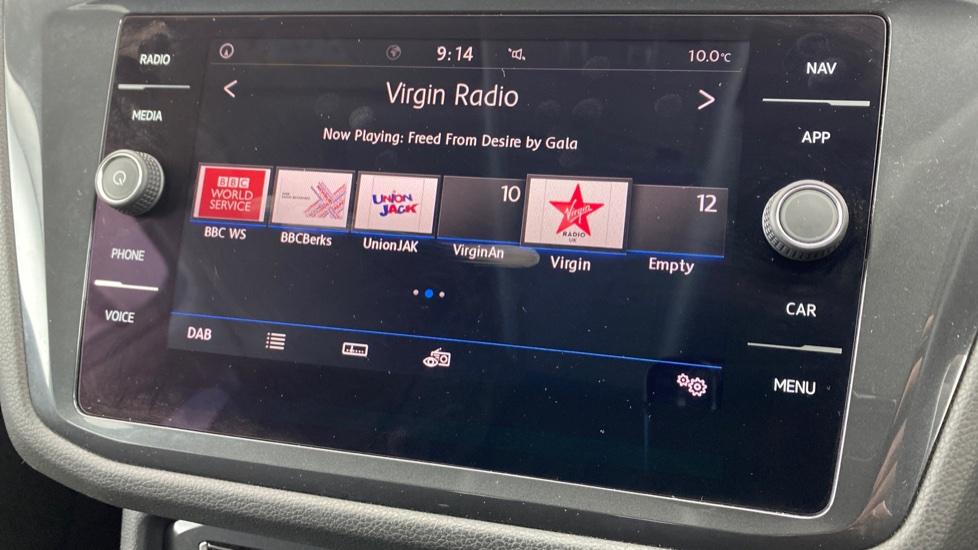 RADIO
MEDIA
PHONE
VOICE
9:14
10.0°C
< Virgin Radio >
Now Playing: Freed From Desire by Gala
BBC
WORLD
SERVICE
UNION
JACK
10
Virgin
RADIO
UK
12
BBC WS
BBCBerks
UnionJAK
VirginAn
Virgin
Empty
DAB
NAV
APP
CAR
MENU